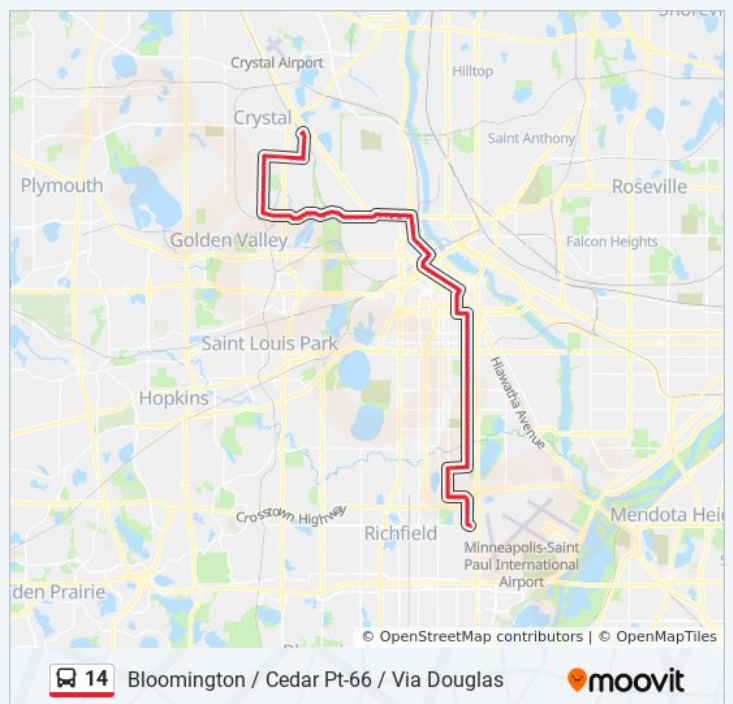 Crystal Airport
Hilltop
Crystal
Saint Anthony
Plymouth
Roseville
Golden Valley
Falcon Heights
Saint Louis Park
Hiawatha Avenue
Hopkins
Crosstown Highway
Richfield
Mendota Hei
Minneapolis-Saint
Paul International
Airport
den Prairie
© OpenStreetMap contributors | © OpenMapTiles
14 Bloomington / Cedar Pt-66 / Via Douglas moovit